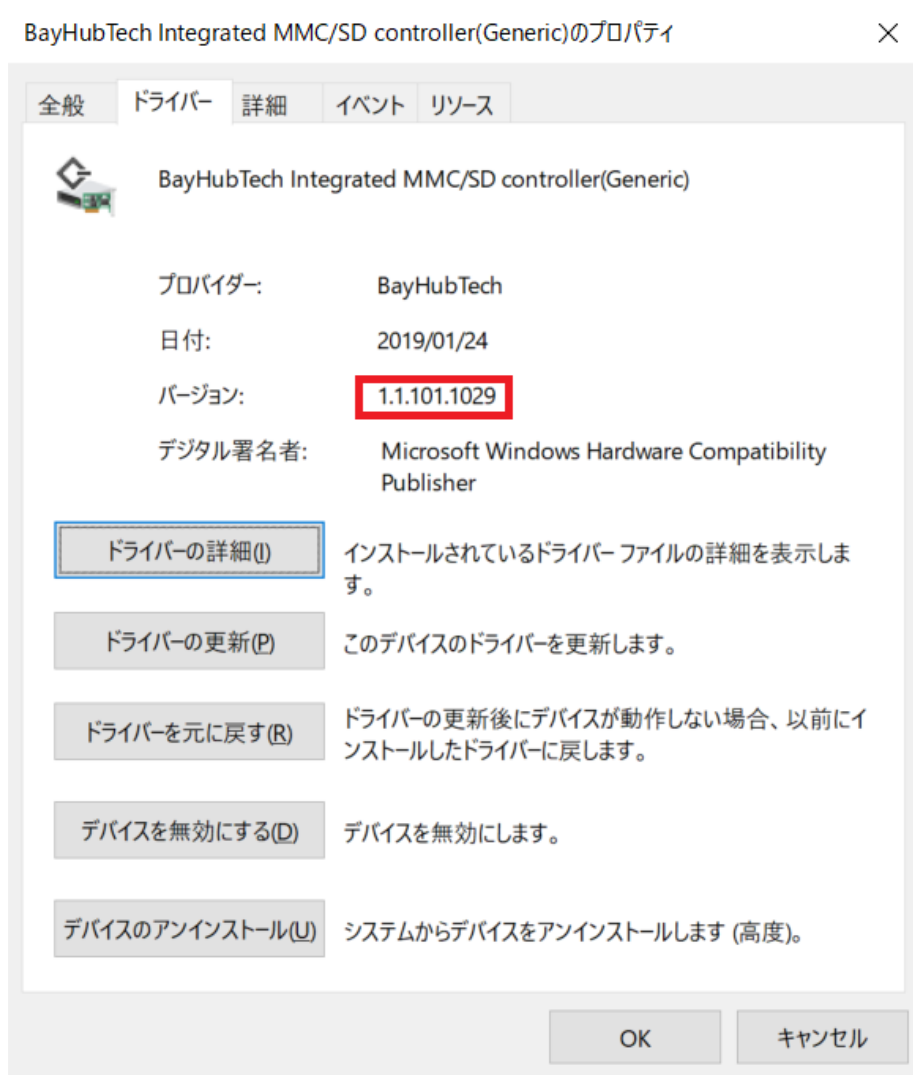 BayHubTech Integrated MMC/SD controller(Generic)のプロパティ
全般 ドライバー 詳細 イベント リソース
BayHubTech Integrated MMC/SD controller(Generic)
プロバイダー: BayHubTech
日付: 2019/01/24
バージョン: 1.1.101.1029
デジタル署名者: Microsoft Windows Hardware Compatibility
Publisher
ドライバーの詳細(I) インストールされているドライバー ファイルの詳細を表示しま
す。
ドライバーの更新(P) このデバイスのドライバーを更新します。
ドライバーを元に戻す(R) ドライバーの更新後にデバイスが動作しない場合、以前にイ
ンストールしたドライバーに戻します。
デバイスを無効にする(D) デバイスを無効にします。
デバイスのアンインストール(U) システムからデバイスをアンインストールします (高度)。
OK キャンセル